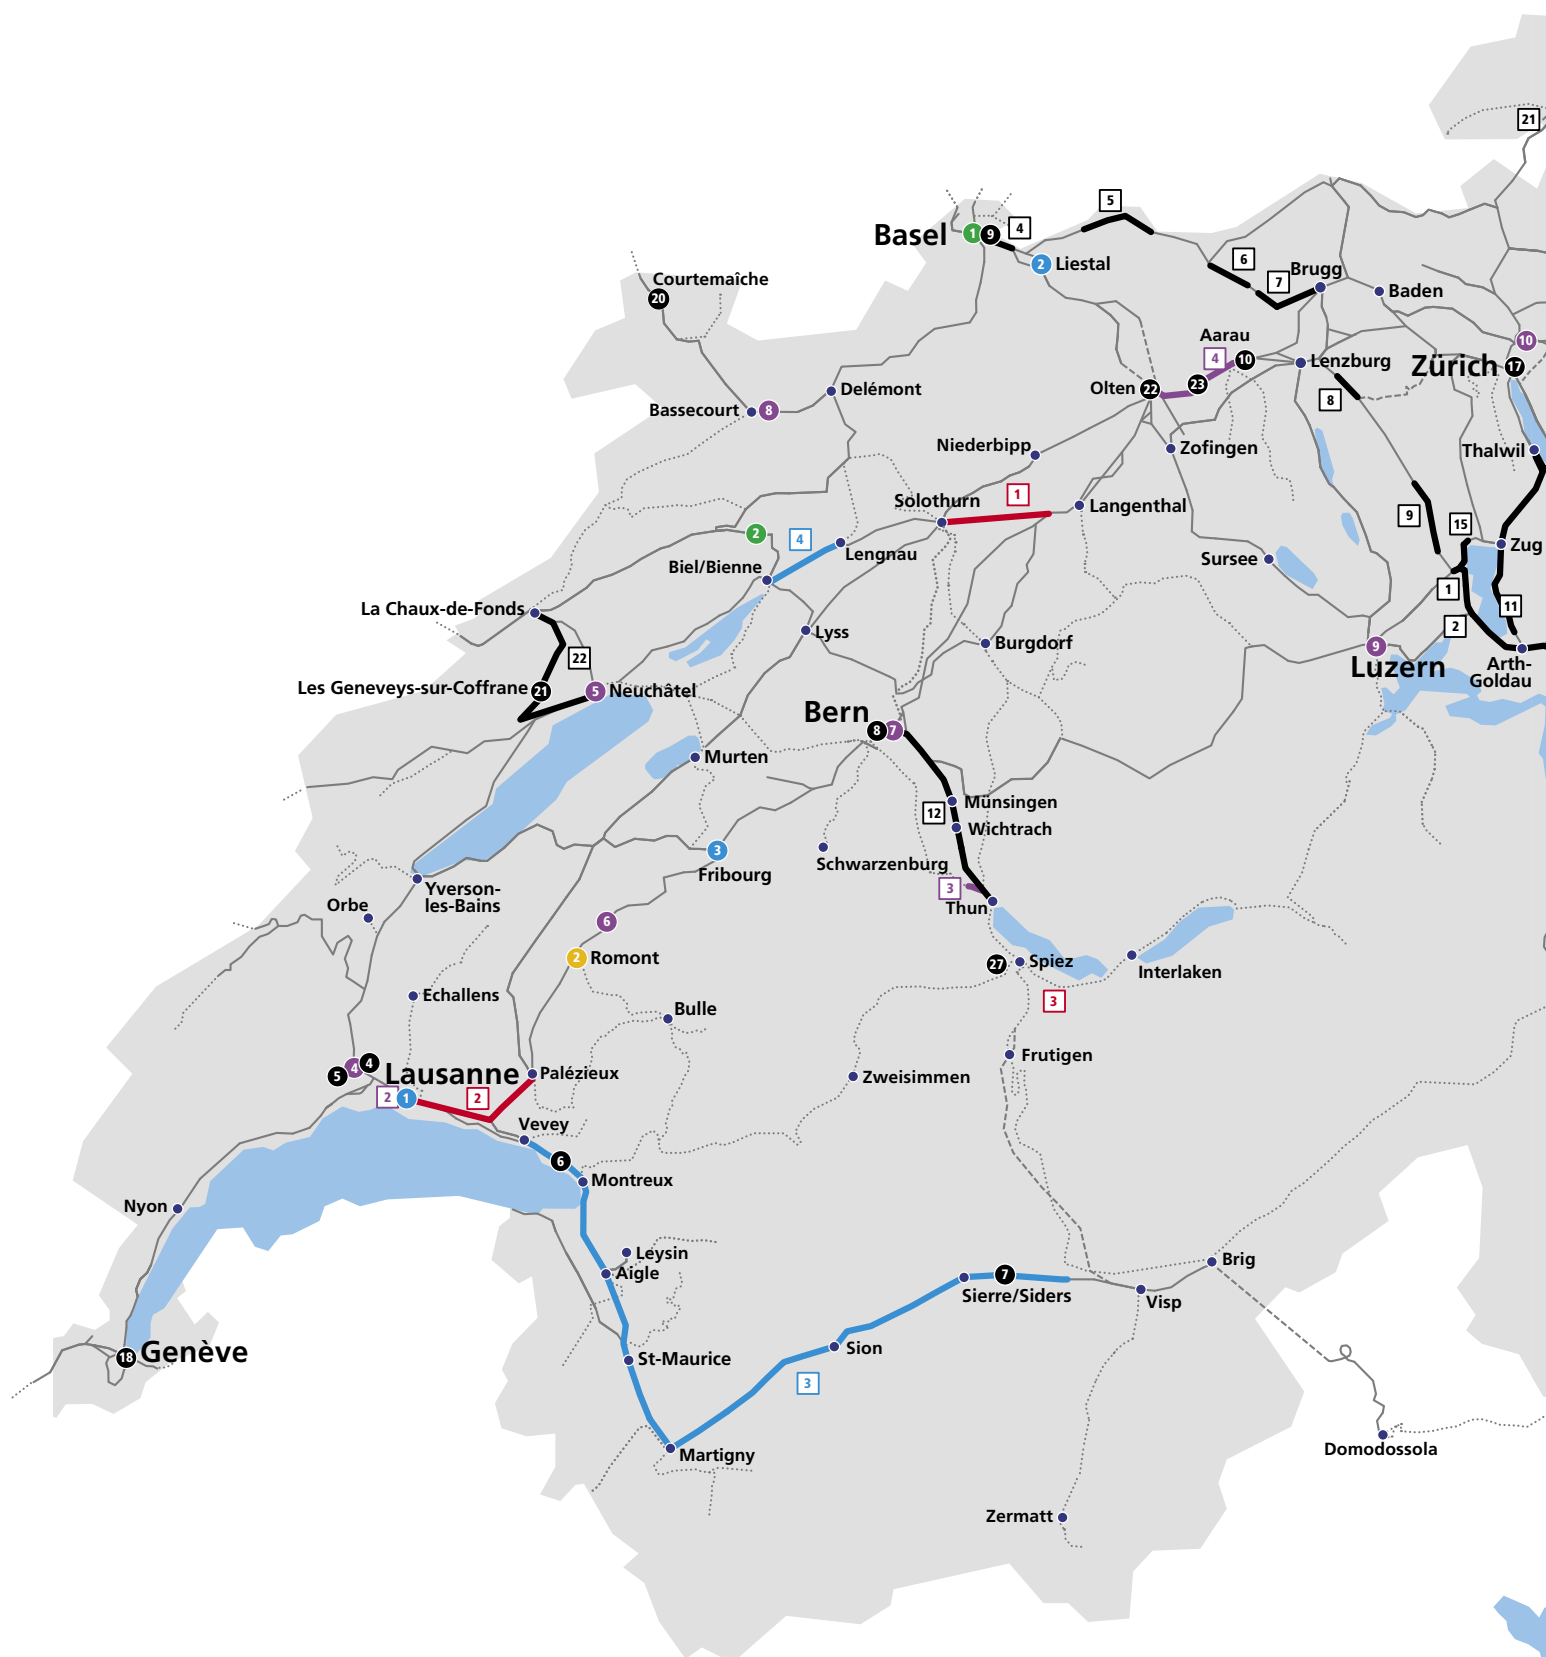 21
5
Basel
1
9
4
2
Liestal
6
Brugg
7
Baden
Courtemaîche
20
Aarau
4
10
Lenzburg
10
Zürich
17
Olten
22
23
8
Delémont
Bassecourt
8
Niederbipp
Zofingen
Thalwil
Solothurn
1
Langenthal
9
15
2
4
Lengnau
Biel/Bienne
Sursee
Zug
1
11
2
La Chaux-de-Fonds
Lyss
Burgdorf
22
9
Luzern
Arth-
Goldau
Les Geneveys-sur-Coffrane
21
5
Neuchâtel
Bern
8
7
Murten
Münsingen
12
Wichtrach
3
Fribourg
Schwarzenburg
3
Thun
Yverson-
les-Bains
Orbe
6
2
Romont
27
Spiez
Interlaken
3
Echallens
Bulle
Frutigen
5
4
4
Lausanne
Palézieux
Zweisimmen
2
1
2
Vevey
6
Montreux
Nyon
Leysin
Aigle
Brig
7
Sierre/Siders
Visp
18
Genève
Sion
St-Maurice
3
Martigny
Domodossola
Zermatt